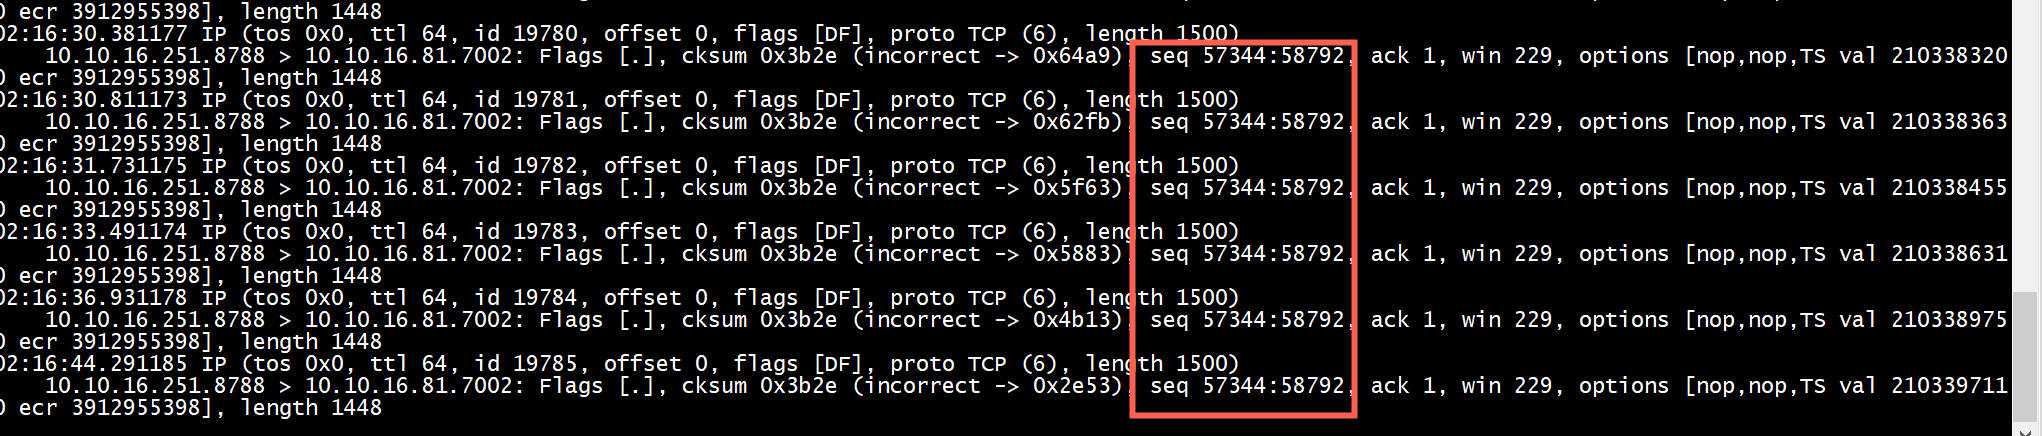 0 ecr 3912955398], length 1448
02:16:30.381177 IP (tos 0x0, ttl 64, id 19780, offset 0, flags [DF], proto TCP (6), length 1500)
10.10.16.251.8788 > 10.10.16.81.7002: Flags [.], cksum 0x3b2e (incorrect -> 0x64a9), seq 57344:58792, ack 1, win 229, options [nop,nop,TS val 210338320
0 ecr 3912955398], length 1448
02:16:30.811173 IP (tos 0x0, ttl 64, id 19781, offset 0, flags [DF], proto TCP (6), length 1500)
10.10.16.251.8788 > 10.10.16.81.7002: Flags [.], cksum 0x3b2e (incorrect -> 0x62fb), seq 57344:58792, ack 1, win 229, options [nop,nop,TS val 210338363
0 ecr 3912955398], length 1448
02:16:31.731175 IP (tos 0x0, ttl 64, id 19782, offset 0, flags [DF], proto TCP (6), length 1500)
10.10.16.251.8788 > 10.10.16.81.7002: Flags [.], cksum 0x3b2e (incorrect -> 0x5f63), seq 57344:58792, ack 1, win 229, options [nop,nop,TS val 210338455
0 ecr 3912955398], length 1448
02:16:33.491174 IP (tos 0x0, ttl 64, id 19783, offset 0, flags [DF], proto TCP (6), length 1500)
10.10.16.251.8788 > 10.10.16.81.7002: Flags [.], cksum 0x3b2e (incorrect -> 0x5883), seq 57344:58792, ack 1, win 229, options [nop,nop,TS val 210338631
0 ecr 3912955398], length 1448
02:16:36.931178 IP (tos 0x0, ttl 64, id 19784, offset 0, flags [DF], proto TCP (6), length 1500)
10.10.16.251.8788 > 10.10.16.81.7002: Flags [.], cksum 0x3b2e (incorrect -> 0x4b13), seq 57344:58792, ack 1, win 229, options [nop,nop,TS val 210338975
0 ecr 3912955398], length 1448
02:16:44.291185 IP (tos 0x0, ttl 64, id 19785, offset 0, flags [DF], proto TCP (6), length 1500)
10.10.16.251.8788 > 10.10.16.81.7002: Flags [.], cksum 0x3b2e (incorrect -> 0x2e53), seq 57344:58792, ack 1, win 229, options [nop,nop,TS val 210339711
0 ecr 3912955398], length 1448